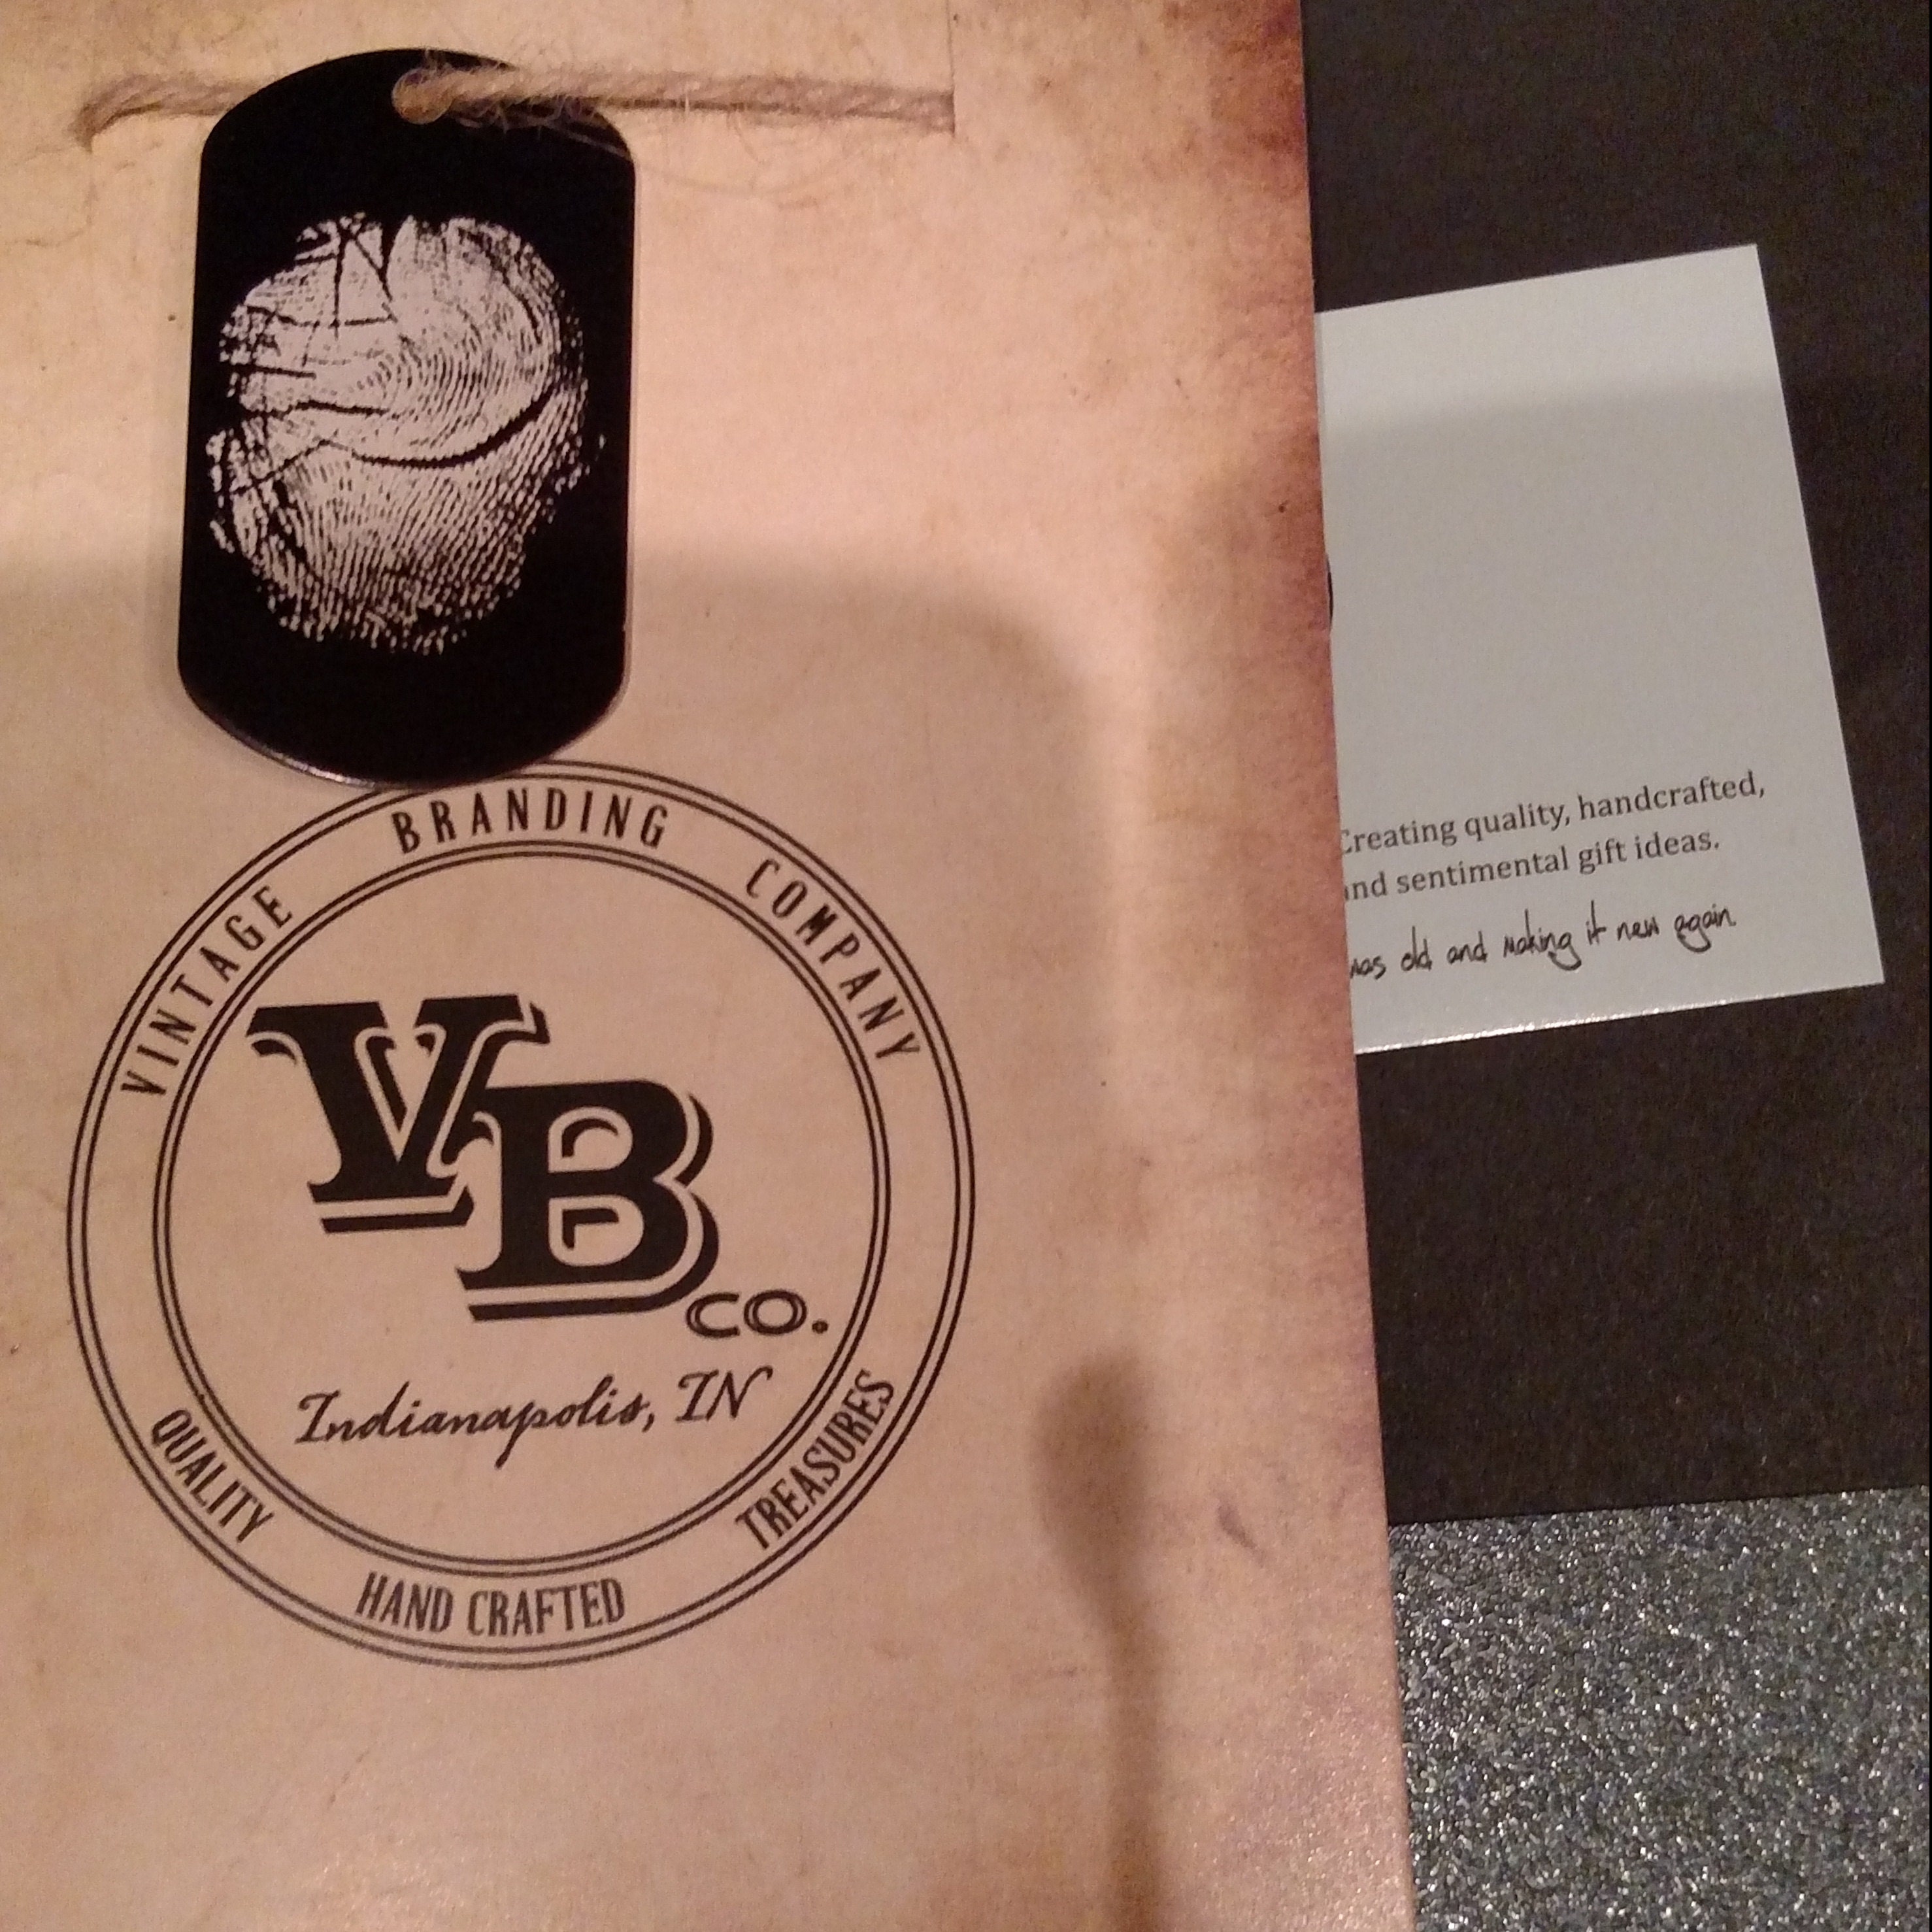 VINTAGE BRANDING COMPANY
VB
CO.
Indianapolis, IN
QUALITY HAND CRAFTED TREASURES
Creating quality, handcrafted,
and sentimental gift ideas.
was old and making it new again.